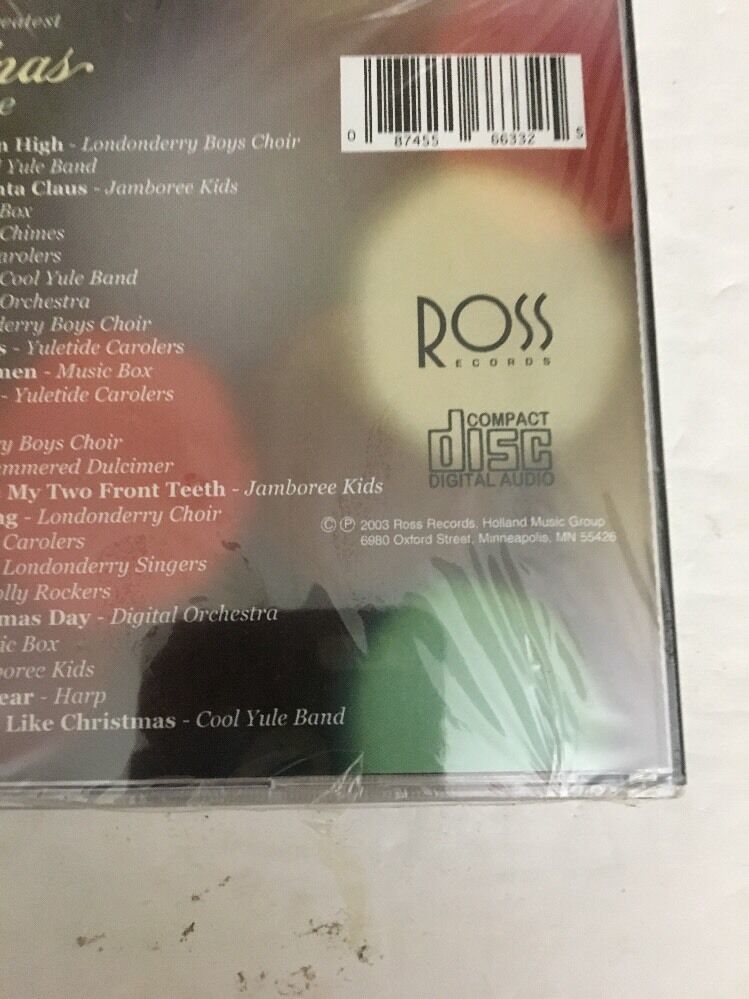 eatest
nas
e
0 87455 66332 5
n High - Londonderry Boys Choir
l Yule Band
nta Claus - Jamboree Kids
Box
Chimes
arolers
Cool Yule Band
Orchestra
derry Boys Choir
s - Yuletide Carolers
men - Music Box
- Yuletide Carolers
y Boys Choir
ammered Dulcimer
My Two Front Teeth - Jamboree Kids
ng - Londonderry Choir
Carolers
Londonderry Singers
olly Rockers
mas Day - Digital Orchestra
ic Box
boree Kids
ear - Harp
Like Christmas - Cool Yule Band
ROSS
RECORDS
COMPACT
disc
DIGITAL AUDIO
© ℗ 2003 Ross Records, Holland Music Group
6980 Oxford Street, Minneapolis, MN 55426